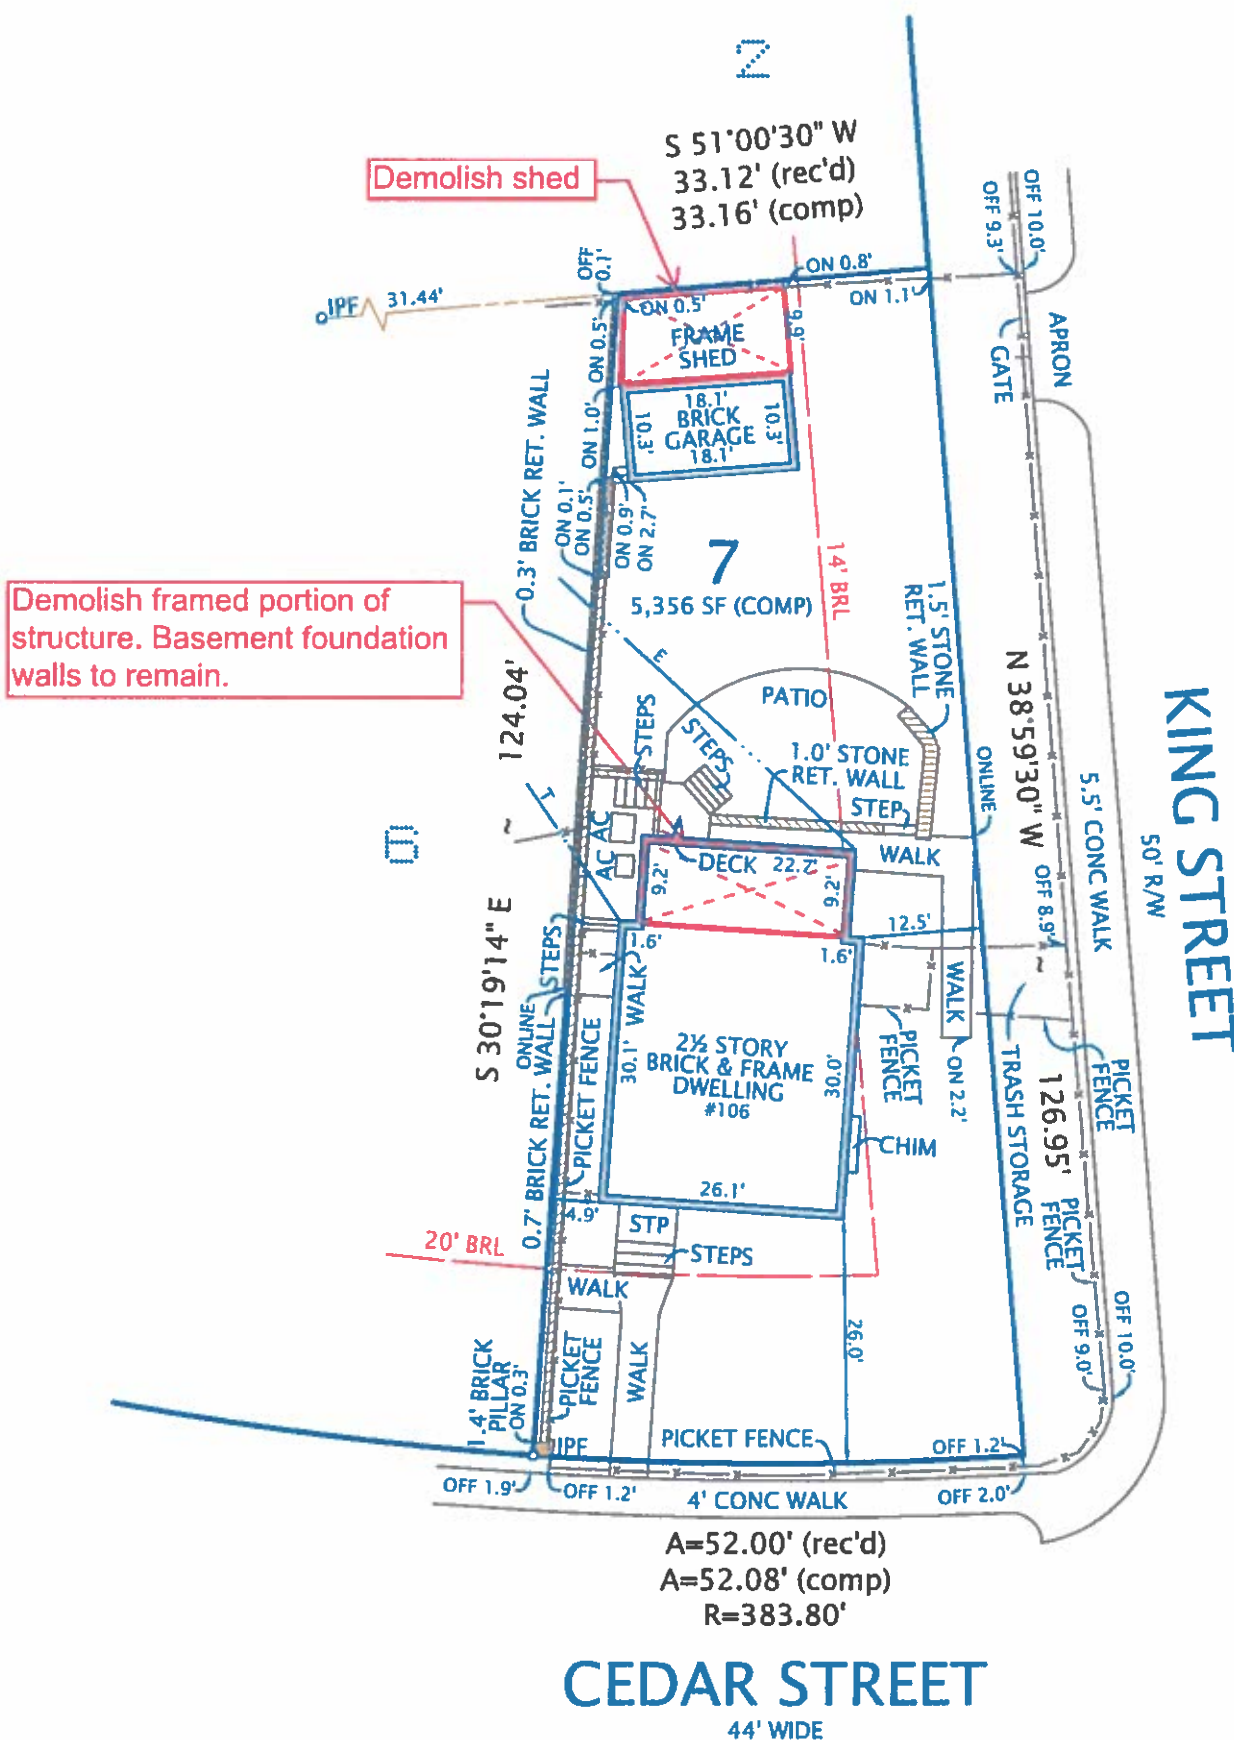 2
S 51°00'30" W
33.12' (rec'd)
33.16' (comp)
Demolish shed
OFF 10.0'
OFF 9.3'
OFF
0.1'
ON 0.8'
ON 1.1'
IPF
31.44'
ON 0.5'
ON 0.5'
9.9'
FRAME
SHED
GATE
APRON
18.1'
BRICK
GARAGE
18.1'
10.3'
10.3'
ON 1.0'
0.3' BRICK RET. WALL
ON 0.1'
ON 0.5'
ON 0.9'
ON 2.7'
7
5,356 SF (COMP)
14' BRL
1.5' STONE
RET. WALL
Demolish framed portion of
structure. Basement foundation
walls to remain.
E
PATIO
STEPS
STEPS
1.0' STONE
RET. WALL
STEP
N 38°59'30" W
126.95'
ONLINE
5.5' CONC WALK
KING STREET
50' R/W
124.04'
S 30°19'14" E
~
T
6
AC
AC
DECK
22.7'
9.2'
9.2'
WALK
12.5'
OFF 8.9'
~
1.6'
1.6'
STEPS
WALK
ONLINE
0.7' BRICK RET. WALL
PICKET FENCE
30.1'
2½ STORY
BRICK & FRAME
DWELLING
#106
30.0'
PICKET
FENCE
WALK
ON 2.2'
TRASH STORAGE
PICKET
FENCE
CHIM
26.1'
4.9'
STP
STEPS
20' BRL
WALK
PICKET
FENCE
OFF 10.0'
OFF 9.0'
26.0'
1.4' BRICK
PILLAR
ON 0.3'
PICKET
FENCE
WALK
IPF
PICKET FENCE
OFF 1.2'
OFF 1.9'
OFF 1.2'
4' CONC WALK
OFF 2.0'
A=52.00' (rec'd)
A=52.08' (comp)
R=383.80'
CEDAR STREET
44' WIDE